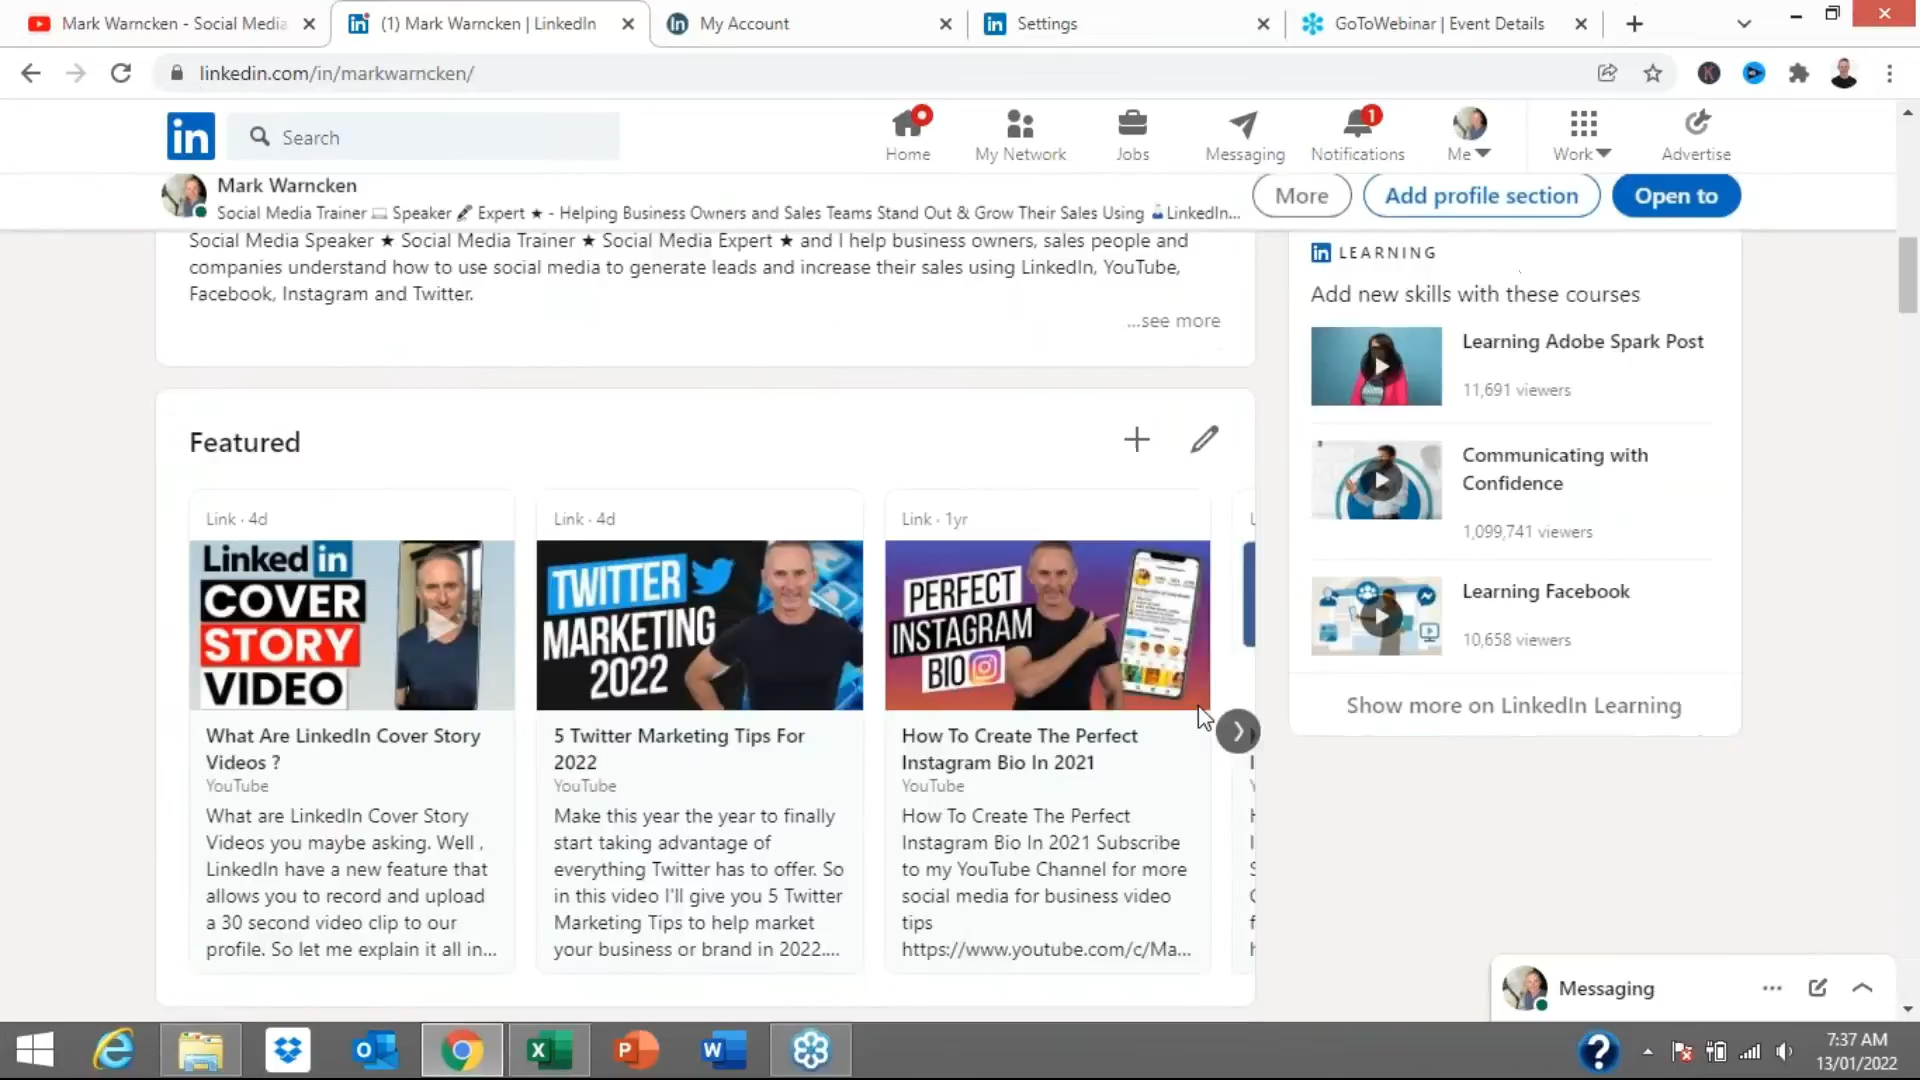 Mark Warncken - Social Media
(1) Mark Warncken | LinkedIn
My Account
Settings
GoToWebinar | Event Details
linkedin.com/in/markwarncken/
in
Search
Home
My Network
Jobs
Messaging
1
Notifications
Me
Work
Advertise
Mark Warncken
Social Media Trainer 💻 Speaker 🎤 Expert ★ - Helping Business Owners and Sales Teams Stand Out & Grow Their Sales Using LinkedIn...
More
Add profile section
Open to
Social Media Speaker ★ Social Media Trainer ★ Social Media Expert ★ and I help business owners, sales people and
companies understand how to use social media to generate leads and increase their sales using LinkedIn, YouTube,
Facebook, Instagram and Twitter.
...see more
in LEARNING
Add new skills with these courses
Learning Adobe Spark Post
11,691 viewers
Communicating with
Confidence
1,099,741 viewers
Learning Facebook
10,658 viewers
Show more on LinkedIn Learning
Featured
Link · 4d
Linked in
COVER
STORY
VIDEO
What Are LinkedIn Cover Story
Videos ?
YouTube
What are LinkedIn Cover Story
Videos you maybe asking. Well ,
LinkedIn have a new feature that
allows you to record and upload
a 30 second video clip to our
profile. So let me explain it all in...
Link · 4d
TWITTER
MARKETING
2022
5 Twitter Marketing Tips For
2022
YouTube
Make this year the year to finally
start taking advantage of
everything Twitter has to offer. So
in this video I'll give you 5 Twitter
Marketing Tips to help market
your business or brand in 2022....
Link · 1yr
PERFECT
INSTAGRAM
BIO
How To Create The Perfect
Instagram Bio In 2021
YouTube
How To Create The Perfect
Instagram Bio In 2021 Subscribe
to my YouTube Channel for more
social media for business video
tips
https://www.youtube.com/c/Ma...
Messaging
7:37 AM
13/01/2022